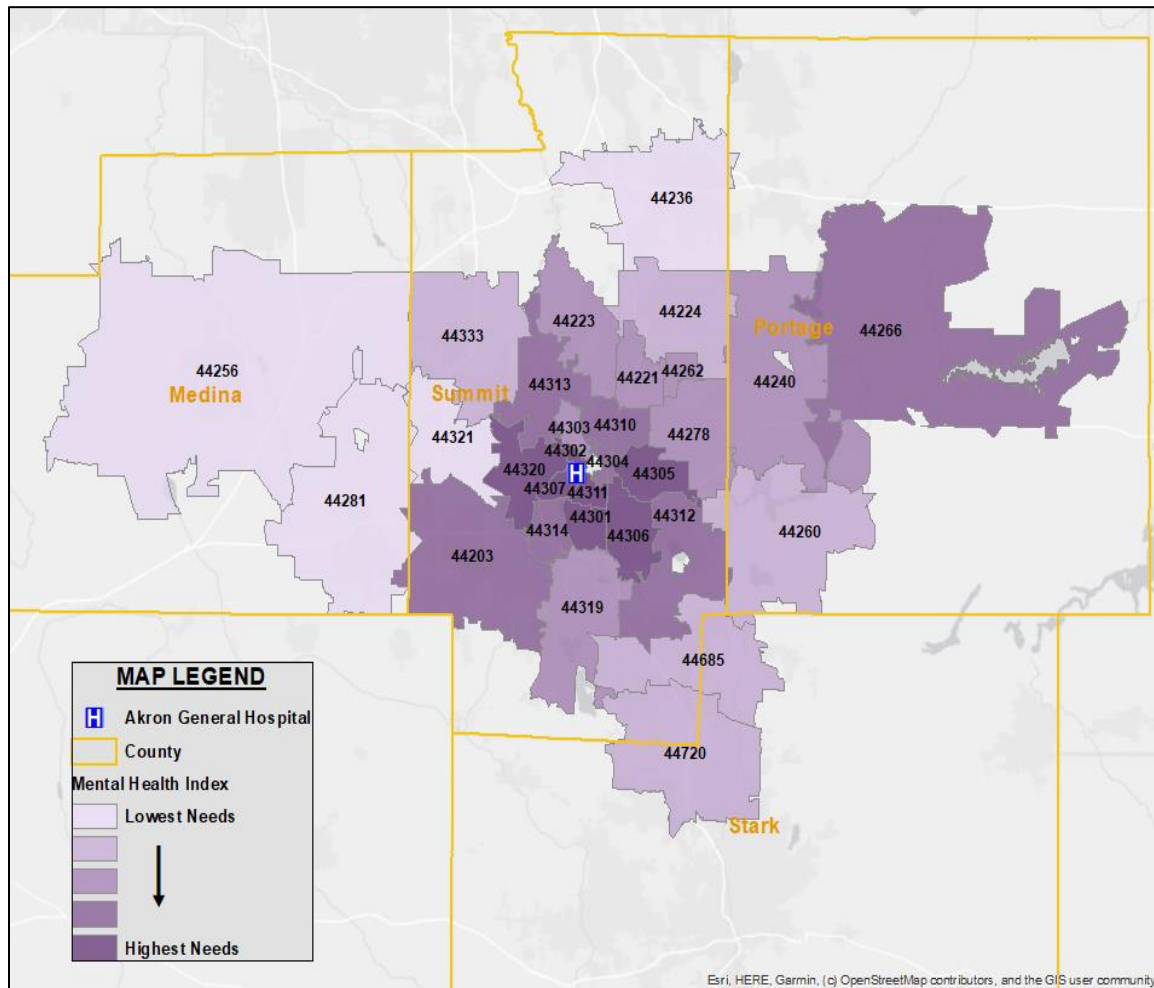 44236
44223
44224
44333
Portage
44266
44256
44221
44262
44313
44240
Medina
Summit
44303
44310
44278
44321
44302
44304
44320
H
44305
44307
44311
44281
44301
44312
44314
44306
44260
44203
44319
44685
44720
Stark
MAP LEGEND
H Akron General Hospital
County
Mental Health Index
Lowest Needs
Highest Needs
Esri, HERE, Garmin, (c) OpenStreetMap contributors, and the GIS user community